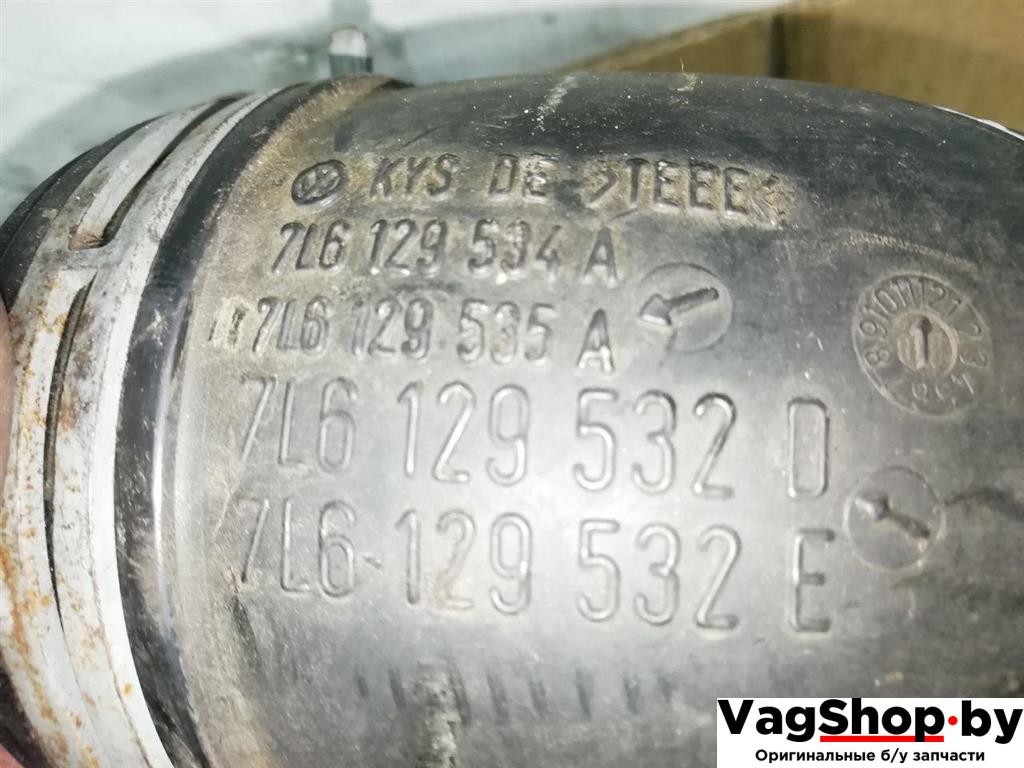 KYS DE >TEEE<
7L6 129 534 A
7L6 129 535 A
7L6 129 532 D
7L6 129 532 E
VagShop.by
Оригинальные б/у запчасти